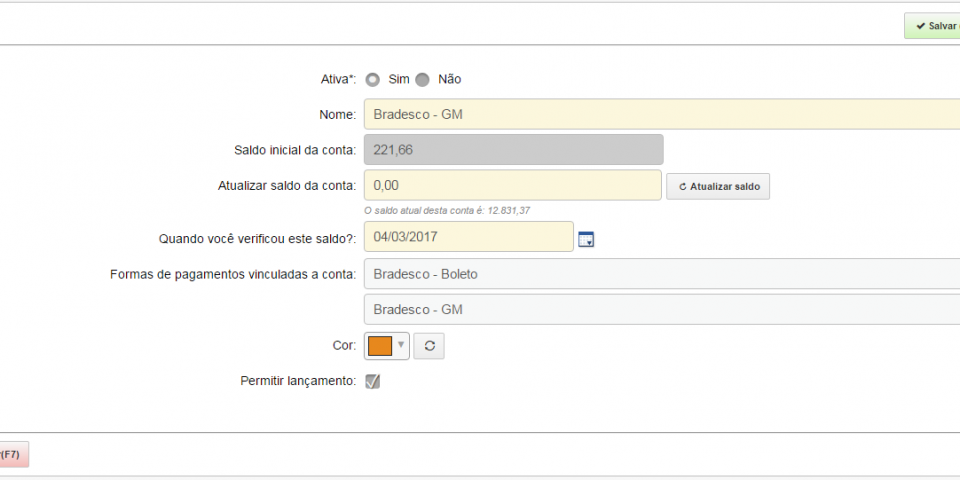 Salvar
Ativa*: Sim Não
Nome: Bradesco - GM
Saldo inicial da conta: 221,66
Atualizar saldo da conta: 0,00 Atualizar saldo
O saldo atual desta conta é: 12.831,37
Quando você verificou este saldo?: 04/03/2017
Formas de pagamentos vinculadas a conta: Bradesco - Boleto
Bradesco - GM
Cor:
Permitir lançamento:
(F7)